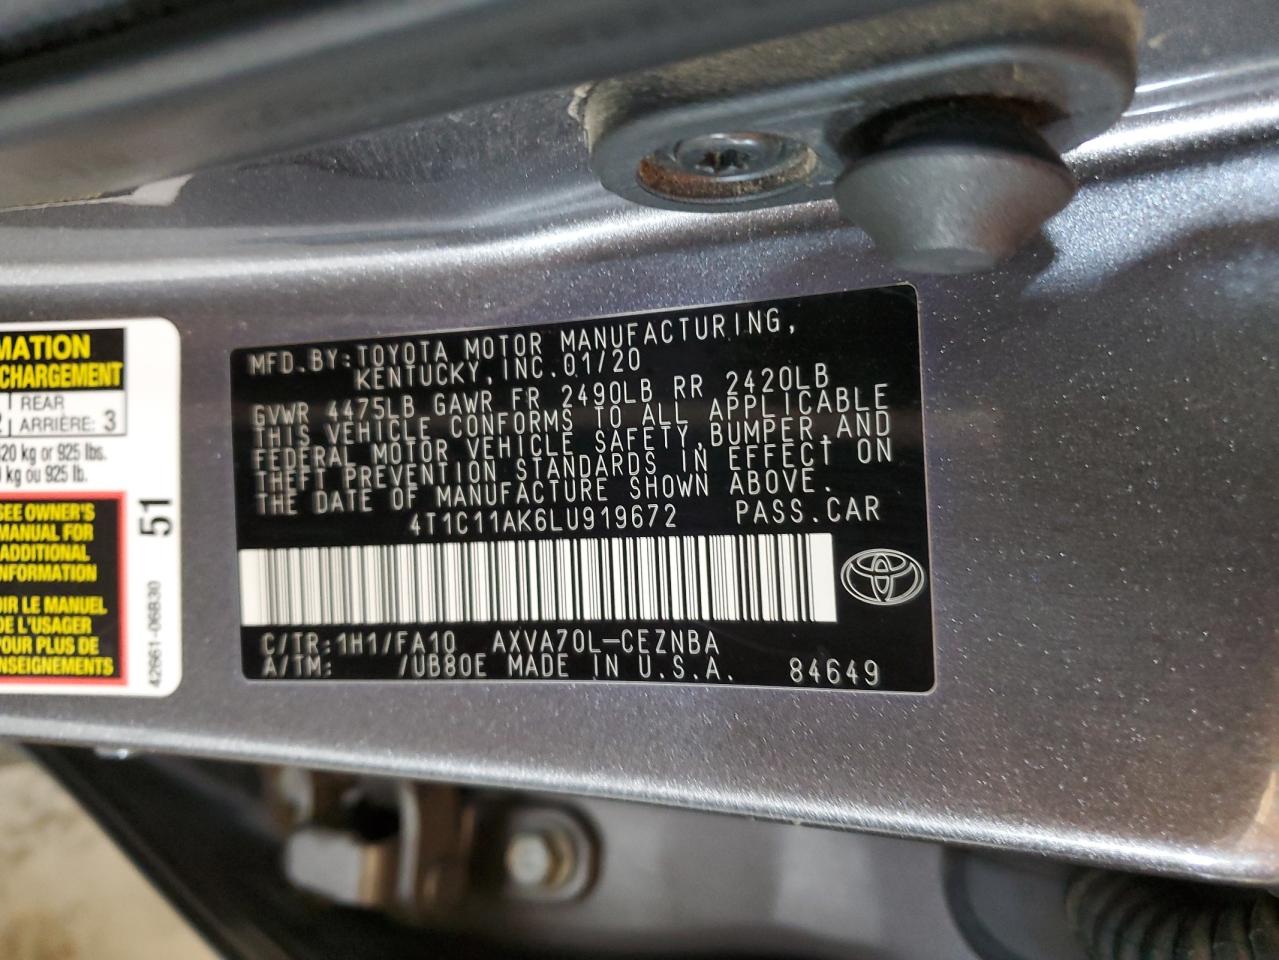 MATION
CHARGEMENT
REAR
ARRIÈRE: 3
kg or 925 lbs.
kg ou 925 lb.
SEE OWNER'S
MANUAL FOR
ADDITIONAL
INFORMATION
LE MANUEL
DE L'USAGER
POUR PLUS
51
42661-06B30
MFD.BY:TOYOTA MOTOR MANUFACTURING,
KENTUCKY, INC.01/20
GVWR 4475LB GAWR FR 2490LB RR 2420LB
THIS VEHICLE CONFORMS TO ALL APPLICABLE
FEDERAL MOTOR VEHICLE SAFETY,BUMPER,AND
THEFT PREVENTION STANDARDS IN EFFECT ON
THE DATE OF MANUFACTURE SHOWN ABOVE.
4T1C11AK6LU919672 PASS.CAR
C/TR:1H1/FA10 AXVA70L-CEZNBA
A/TM: /UB80E MADE IN U.S.A. 84649